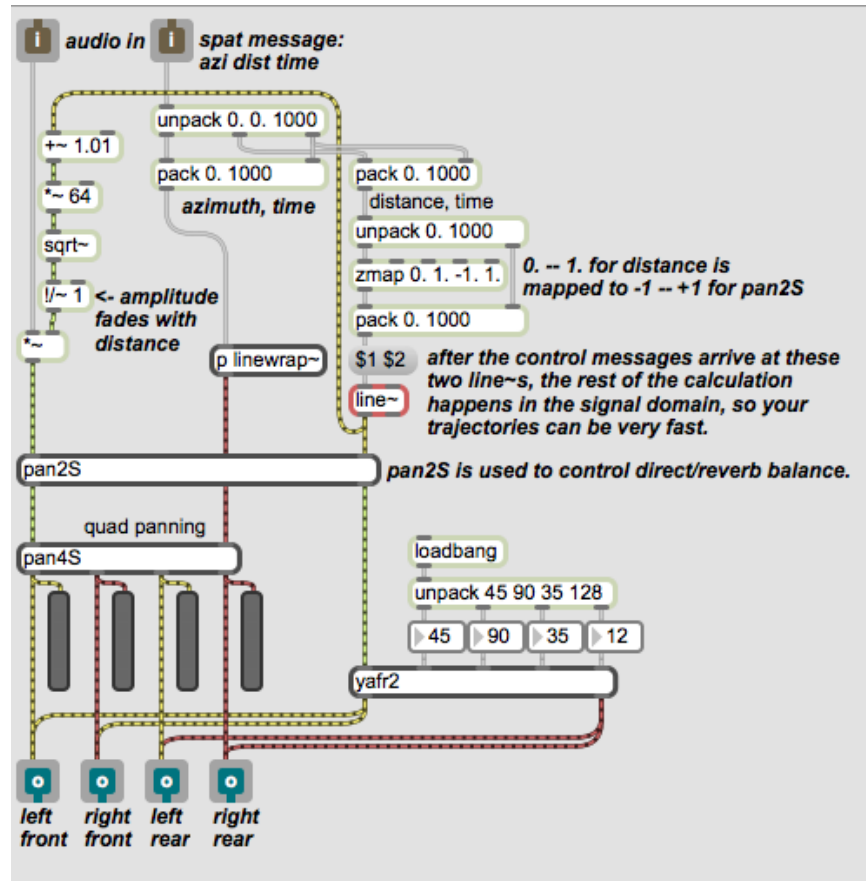 audio in
spat message:
azi dist time
unpack 0. 0. 1000
+~ 1.01
pack 0. 1000
pack 0. 1000
*~ 64
azimuth, time
distance, time
unpack 0. 1000
sqrt~
zmap 0. 1. -1. 1.
0. -- 1. for distance is
mapped to -1 -- +1 for pan2S
!/~ 1
<- amplitude
fades with
distance
pack 0. 1000
*~
p linewrap~
$1 $2
after the control messages arrive at these
two line~s, the rest of the calculation
happens in the signal domain, so your
trajectories can be very fast.
line~
pan2S
pan2S is used to control direct/reverb balance.
quad panning
pan4S
loadbang
unpack 45 90 35 128
45
90
35
12
yafr2
left
front
right
front
left
rear
right
rear